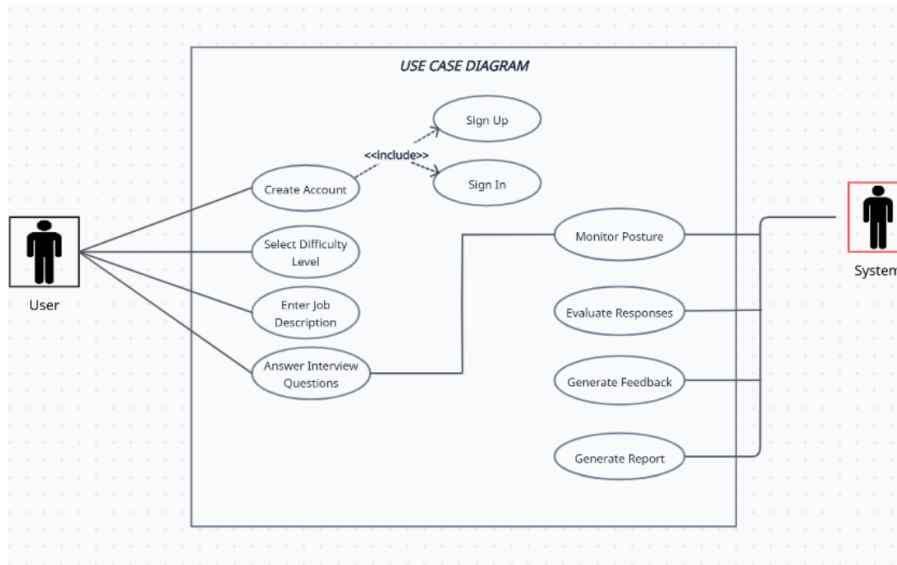 USE CASE DIAGRAM
Sign Up
<<include>>
Sign In
Create Account
Select Difficulty
Level
Enter Job
Description
Answer Interview
Questions
Monitor Posture
Evaluate Responses
Generate Feedback
Generate Report
User
System